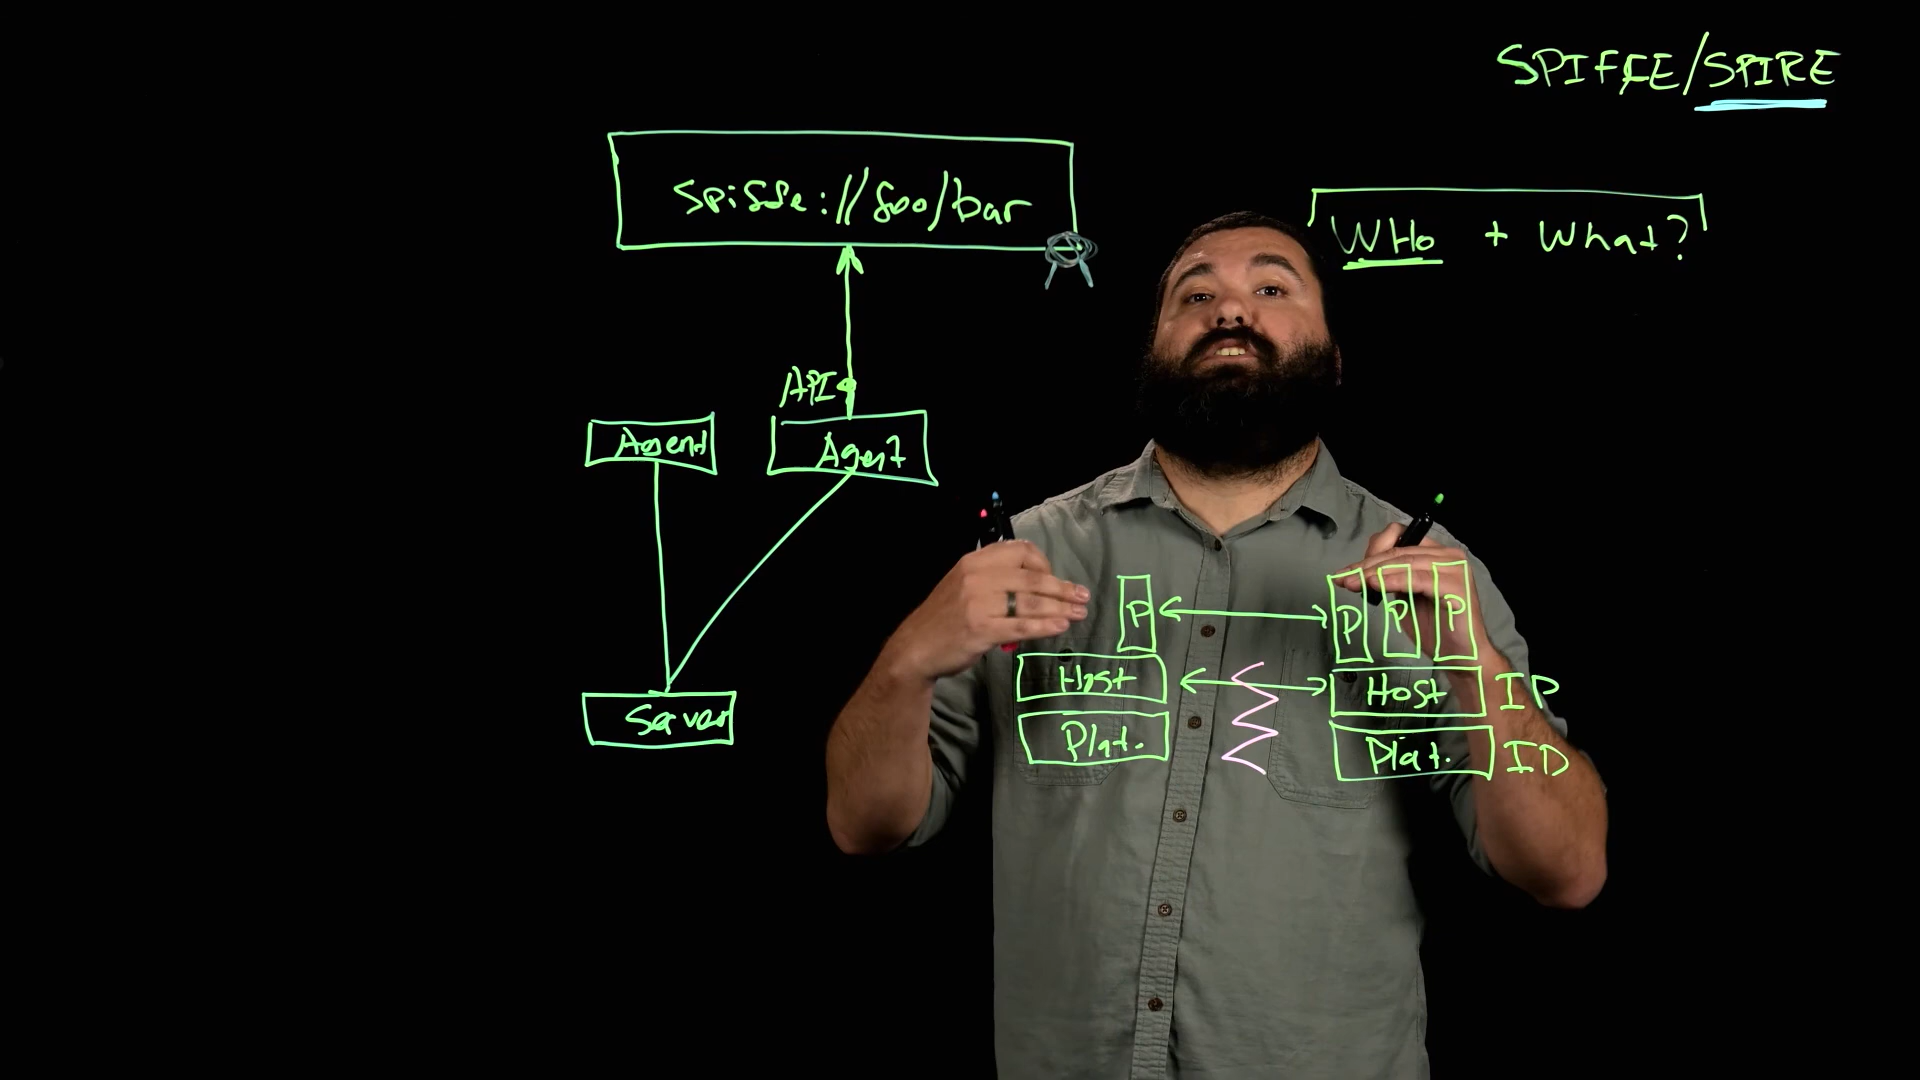 SPIFFE/SPIRE
spiffe://foo/bar
WHo + What?
API
Agent
Agent
P
P
P
P
Host
Host
IP
Server
Plat.
Plat.
ID